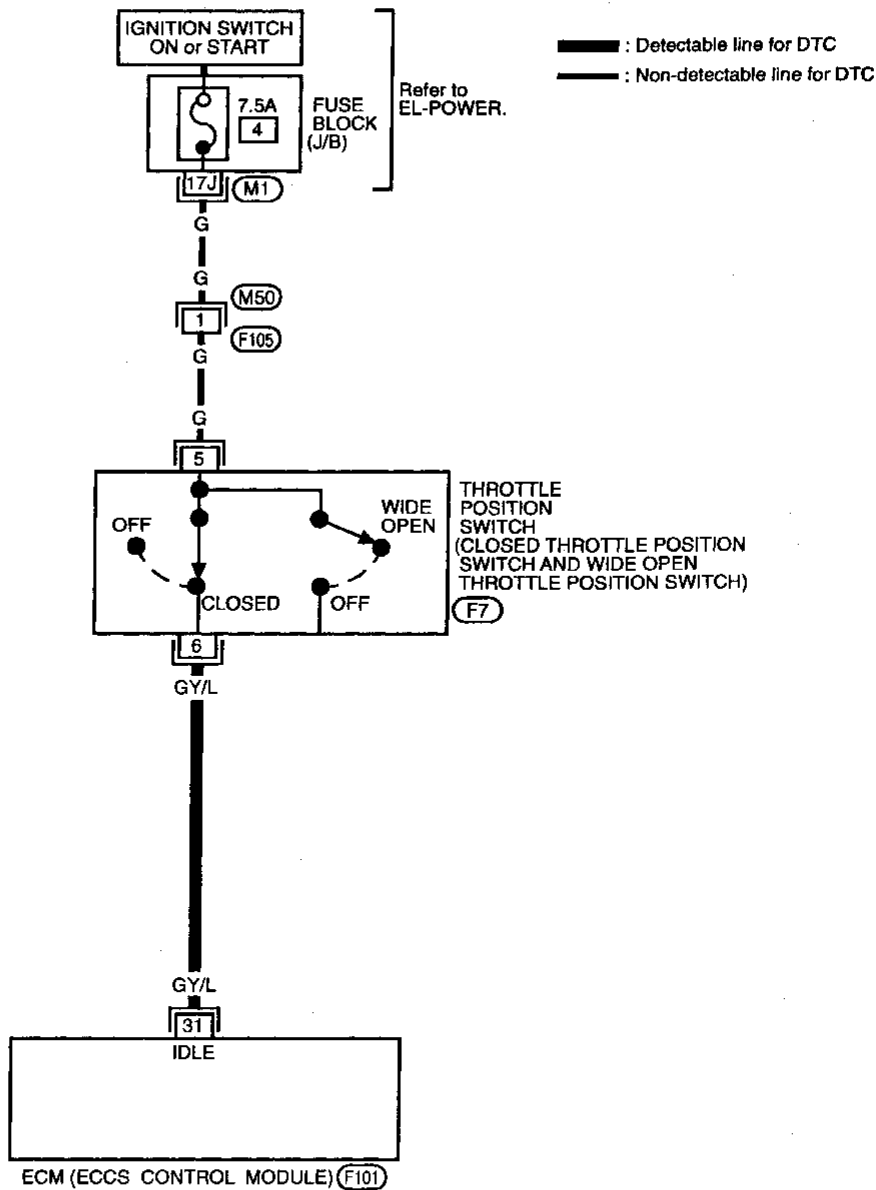 IGNITION SWITCH
ON or START
: Detectable line for DTC
: Non-detectable line for DTC
7.5A
4
FUSE
BLOCK
(J/B)
Refer to
EL-POWER.
17J
M1
G
G
M50
1
F105
G
G
5
OFF
CLOSED
WIDE
OPEN
OFF
THROTTLE
POSITION
SWITCH
(CLOSED THROTTLE POSITION
SWITCH AND WIDE OPEN
THROTTLE POSITION SWITCH)
F7
6
GY/L
GY/L
31
IDLE
ECM (ECCS CONTROL MODULE) F101